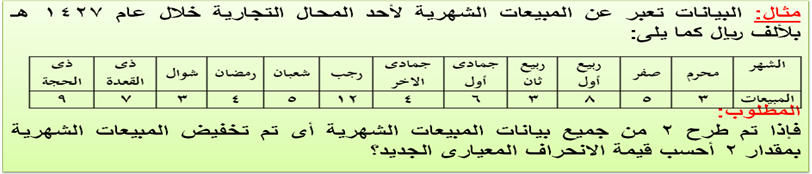 مثال: البيانات تعبر عن المبيعات الشهرية لأحد المحال التجارية خلال عام ١٤٢٧ هـ
بلألف ريال كما يلى:
الشهر محرم صفر ربيع أول ربيع ثان جمادى أول جمادى الاخر رجب شعبان رمضان شوال ذى القعدة ذى الحجة
المبيعات ٣ ٥ ٨ ٣ ٦ ٤ ١٢ ٥ ٤ ٣ ٧ ٩
المطلوب:
فإذا تم طرح ٢ من جميع بيانات المبيعات الشهرية أى تم تخفيض المبيعات الشهرية
بمقدار ٢ أحسب قيمة الانحراف المعيارى الجديد؟